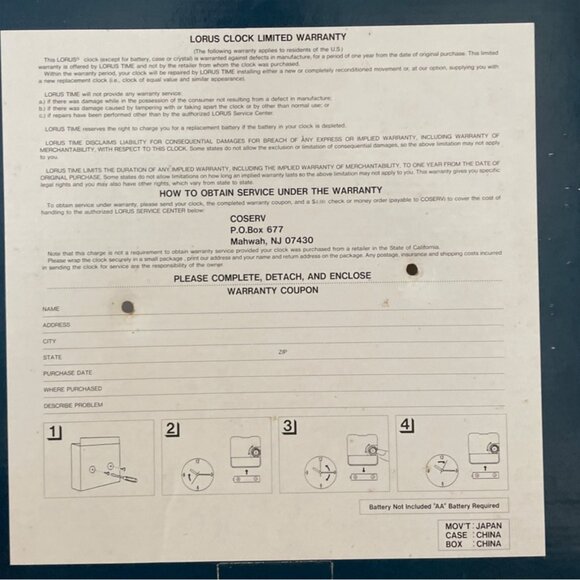 LORUS CLOCK LIMITED WARRANTY
(The following warranty applies to residents of the U.S)
This LORUS® clock (except for battery, case or crystal) is warranted against defects in manufacture, for a period of one year from the date of original purchase. This limited
warranty is offered by LORUS TIME and not by the retailer from whom the clock was purchased.
Within the warranty period, your clock will be repaired by LORUS TIME installing either a new or completely reconditioned movement or, at our option, supplying you with
a new replacement clock (i.e., clock of equal value and similar appearance).
LORUS TIME will not provide any warranty service:
a.) if there was damage while in the possession of the consumer not resulting from a defect in manufacture;
b.) if there was damage caused by tampering with or taking apart the clock or by other than normal use; or
c.) if repairs have been performed other than by the authorized LORUS Service Center.
LORUS TIME reserves the right to charge you for a replacement battery if the battery in your clock is depleted.
LORUS TIME DISCLAIMS LIABILITY FOR CONSEQUENTIAL DAMAGES FOR BREACH OF ANY EXPRESS OR IMPLIED WARRANTY, INCLUDING WARRANTY OF
MERCHANTABILITY, WITH RESPECT TO THIS CLOCK. Some states do not allow the exclusion or limitation of consequential damages, so the above limitation may not apply
to you.
LORUS TIME LIMITS THE DURATION OF ANY IMPLIED WARRANTY, INCLUDING THE IMPLIED WARRANTY OF MERCHANTABILITY, TO ONE YEAR FROM THE DATE OF
ORIGINAL PURCHASE. Some states do not allow limitations on how long an implied warranty lasts so the above limitation may not apply to you. This warranty gives you specific
legal rights and you may also have other rights, which vary from state to state.
HOW TO OBTAIN SERVICE UNDER THE WARRANTY
To obtain service under warranty, please send your clock, the completed warranty coupon, and a check or money order (payable to COSERV) to cover the cost of
handling to the authorized LORUS SERVICE CENTER below:
COSERV
P.O.Box 677
Mahwah, NJ 07430
Note that this charge is not a requirement to obtain warranty service provided your clock was purchased from a retailer in the State of California.
Please wrap the clock securely in a small package, print our address and your name and return address on the package. Any postage, insurance and shipping costs incurred
in sending the clock for service are the responsibility of the owner.
PLEASE COMPLETE, DETACH, AND ENCLOSE
WARRANTY COUPON
NAME
ADDRESS
CITY
STATE ZIP
PURCHASE DATE
WHERE PURCHASED
DESCRIBE PROBLEM
1 2 3 4
Battery Not Included "AA" Battery Required
MOV'T : JAPAN
CASE : CHINA
BOX : CHINA